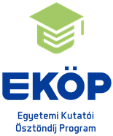 EKÖP
Egyetemi Kutatói
Ösztöndíj Program